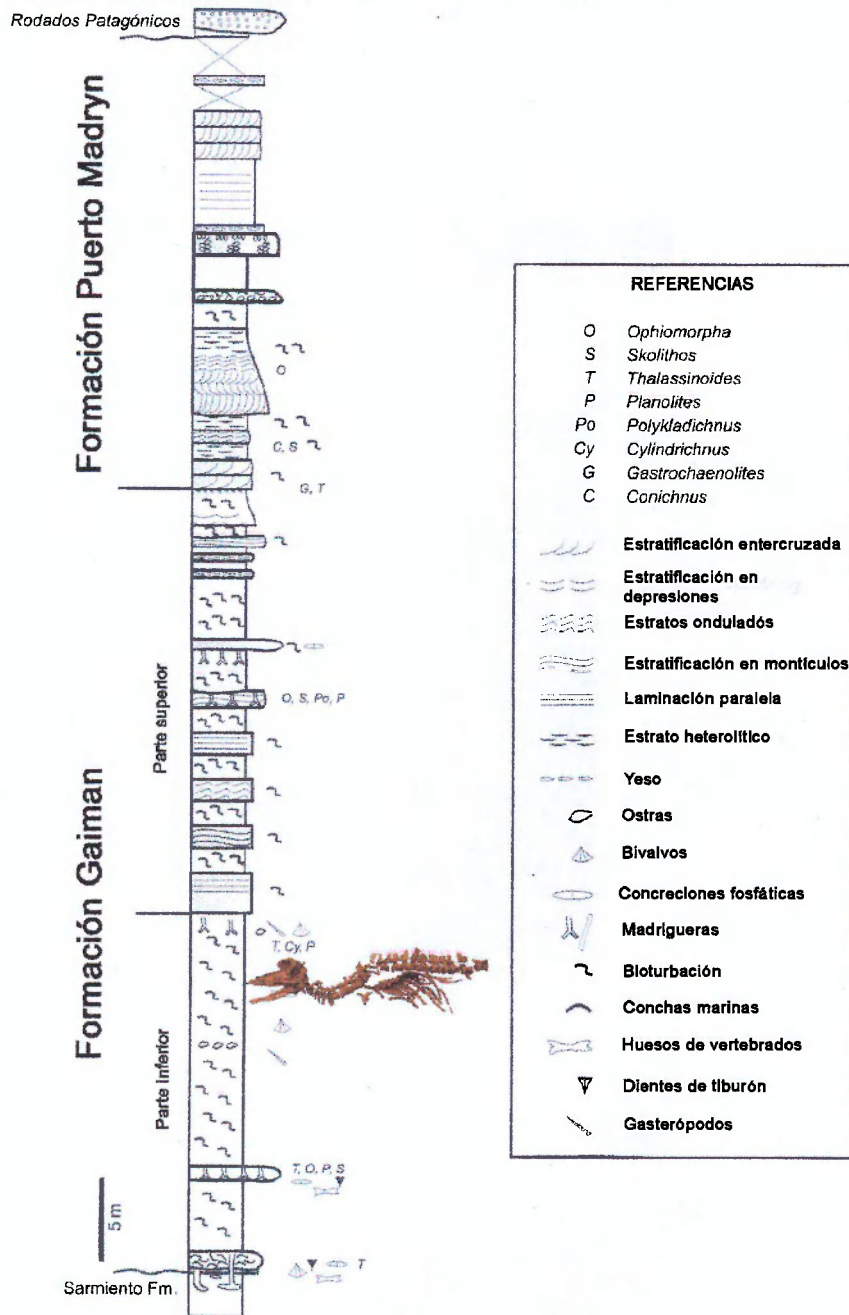 Rodados Patagónicos
Formación Puerto Madryn
O
C, S
G, T
Parte superior
O, S, Po, P
Formación Gaiman
T, Cy, P
Parte Inferior
T, O, P, S
5 m
T
Sarmiento Fm.
REFERENCIAS
O Ophiomorpha
S Skolithos
T Thalassinoides
P Planolites
Po Polykladichnus
Cy Cylindrichnus
G Gastrochaenolites
C Conichnus
Estratificación entercruzada
Estratificación en
depresiones
Estratos onduládós
Estratificación en montículos
Laminación paralela
Estrato heterolítico
Yeso
Ostras
Bivalvos
Concreciones fosfáticas
Madrigueras
Bioturbación
Conchas marinas
Huesos de vertebrados
Dientes de tiburón
Gasterópodos